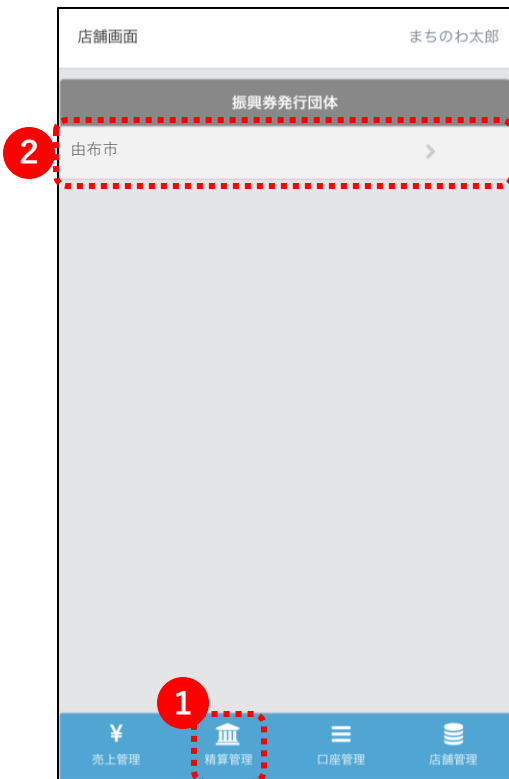 店舗画面 まちのわ太郎
振興券発行団体
2
由布市
1
¥
売上管理 精算管理 口座管理 店舗管理